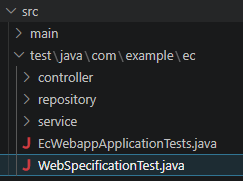 src
main
test\java\com\example\ec
controller
repository
service
EcWebappApplicationTests.java
WebSpecificationTest.java